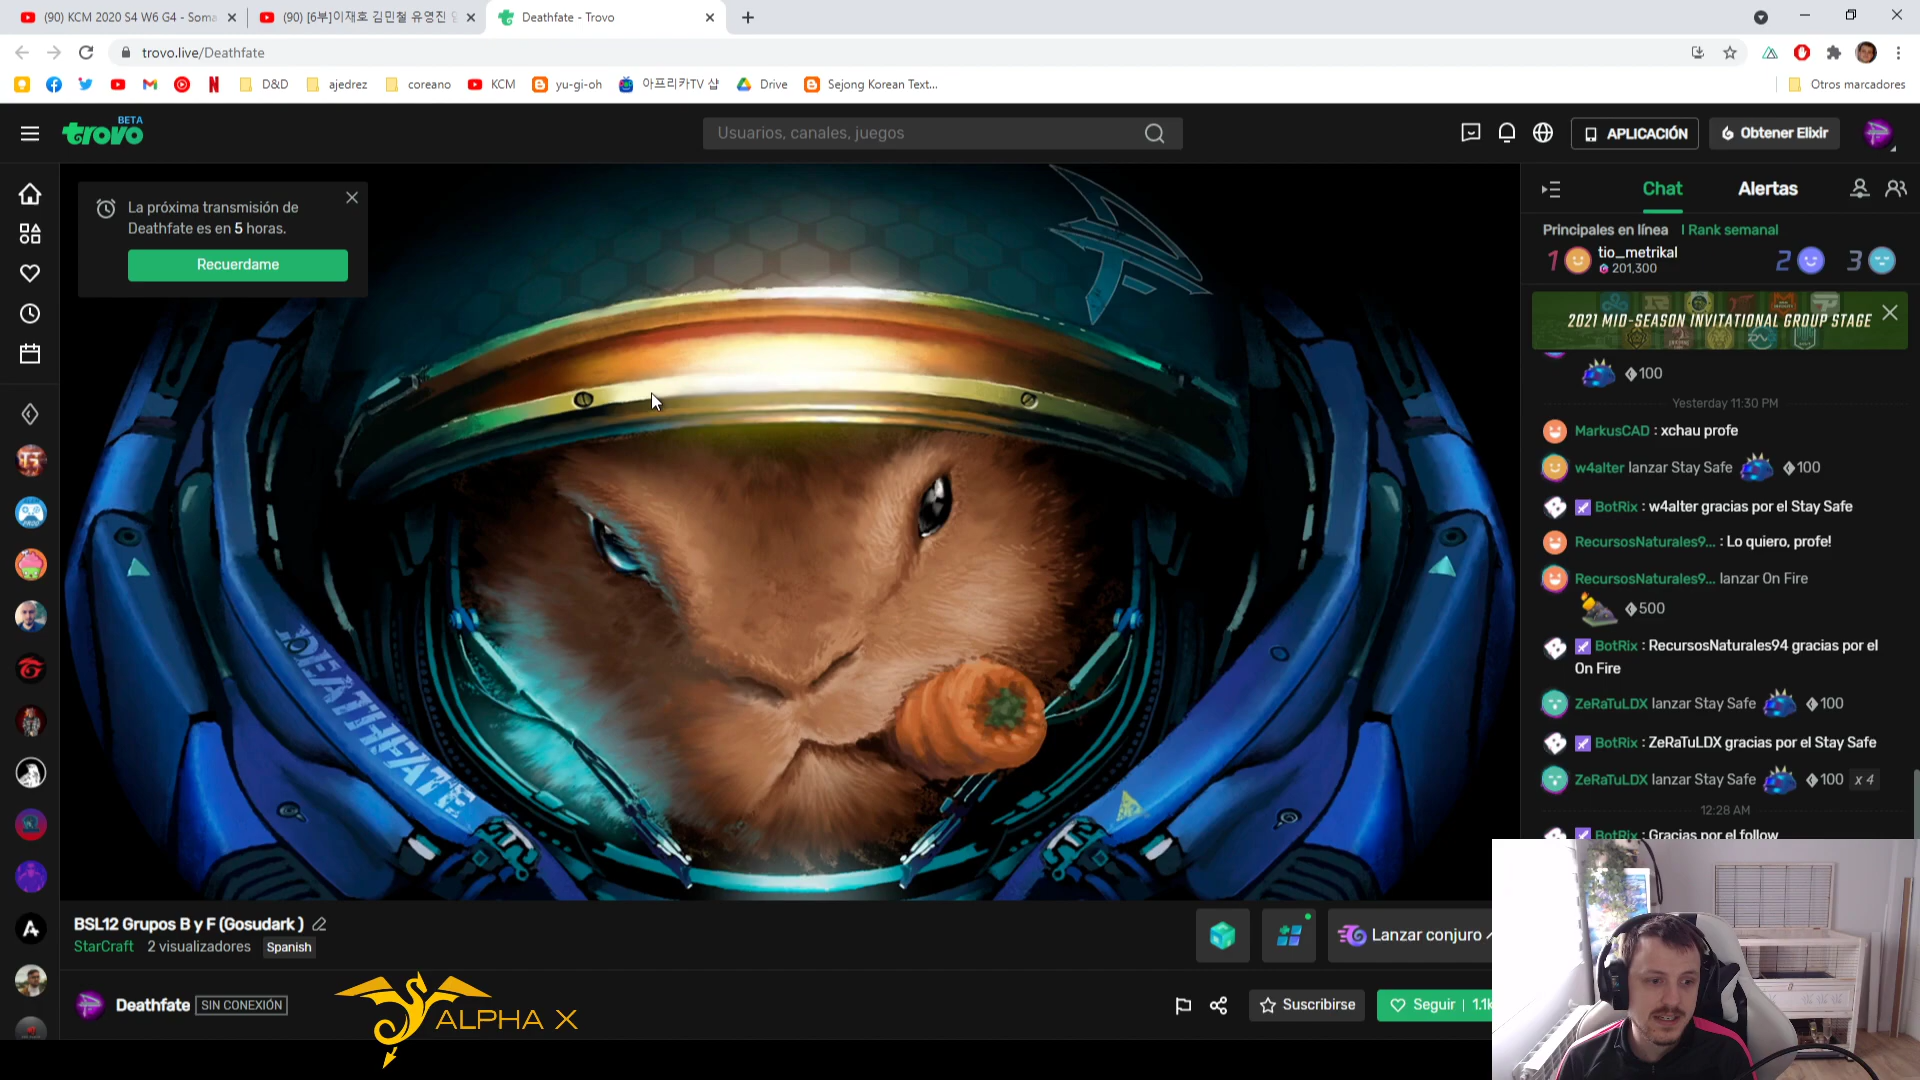 (90) KCM 2020 S4 W6 G4 - Soma
(90) [6부]이재호 김민철 유영진
Deathfate - Trovo
trovo.live/Deathfate
D&D
ajedrez
coreano
KCM
yu-gi-oh
아프리카TV 샵
Drive
Sejong Korean Text...
Otros marcadores
trovo
BETA
Usuarios, canales, juegos
APLICACIÓN
Obtener Elixir
La próxima transmisión de
Deathfate es en 5 horas.
Recuerdame
DEATHFATE
Chat
Alertas
Principales en línea
| Rank semanal
1
tio_metrikal
201,300
2
3
2021 MID-SEASON INVITATIONAL GROUP STAGE
100
Yesterday 11:30 PM
MarkusCAD : xchau profe
w4alter lanzar Stay Safe 100
BotRix : w4alter gracias por el Stay Safe
RecursosNaturales9... : Lo quiero, profe!
RecursosNaturales9... lanzar On Fire
500
BotRix : RecursosNaturales94 gracias por el
On Fire
ZeRaTuLDX lanzar Stay Safe 100
BotRix : ZeRaTuLDX gracias por el Stay Safe
ZeRaTuLDX lanzar Stay Safe 100 x 4
12:28 AM
BotRix : Gracias por el follow
BSL12 Grupos B y F (Gosudark )
StarCraft 2 visualizadores Spanish
Lanzar conjuro
Deathfate SIN CONEXIÓN
ALPHA X
Suscribirse
Seguir | 1.1k